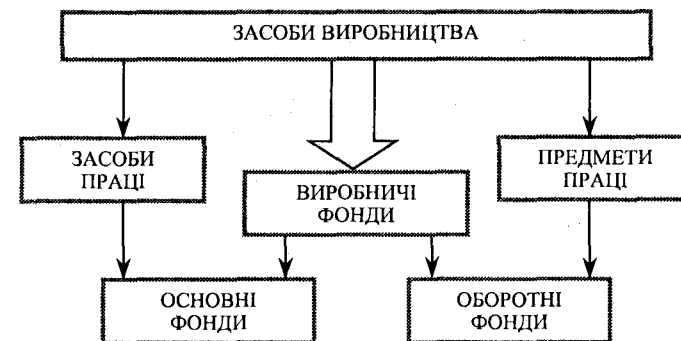 ЗАСОБИ ВИРОБНИЦТВА
ЗАСОБИ
ПРАЦІ
ВИРОБНИЧІ
ФОНДИ
ПРЕДМЕТИ
ПРАЦІ
ОСНОВНІ
ФОНДИ
ОБОРОТНІ
ФОНДИ